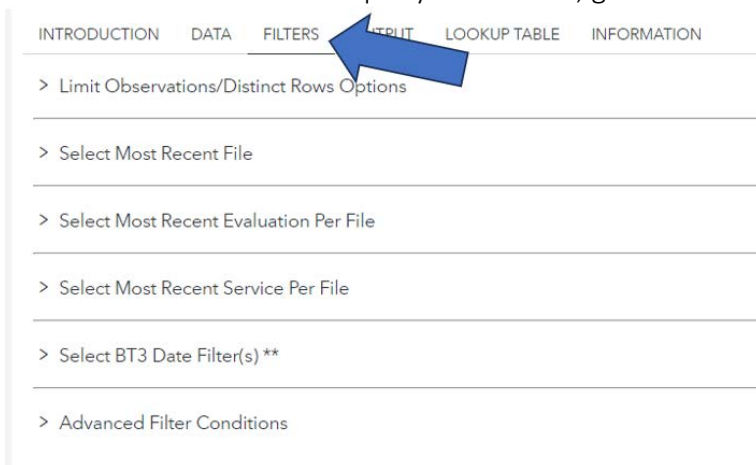 INTRODUCTION DATA FILTERS OUTPUT LOOKUP TABLE INFORMATION
> Limit Observations/Distinct Rows Options
> Select Most Recent File
> Select Most Recent Evaluation Per File
> Select Most Recent Service Per File
> Select BT3 Date Filter(s) **
> Advanced Filter Conditions